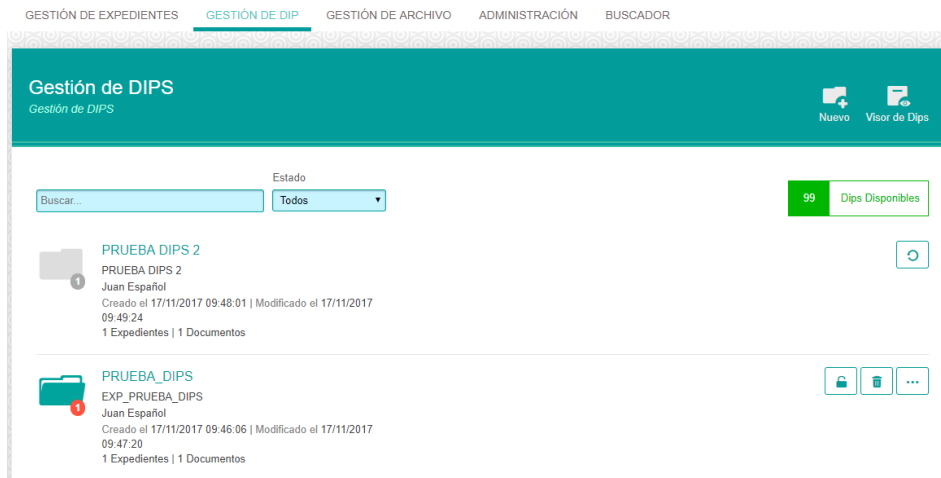 GESTIÓN DE EXPEDIENTES GESTIÓN DE DIP GESTIÓN DE ARCHIVO ADMINISTRACIÓN BUSCADOR
Gestión de DIPS
Gestión de DIPS
Nuevo Visor de Dips
Estado
Buscar... Todos 99 Dips Disponibles
PRUEBA DIPS 2
PRUEBA DIPS 2
1 Juan Español
Creado el 17/11/2017 09:48:01 | Modificado el 17/11/2017
09:49:24
1 Expedientes | 1 Documentos
PRUEBA_DIPS
EXP_PRUEBA_DIPS
1 Juan Español
Creado el 17/11/2017 09:46:06 | Modificado el 17/11/2017
09:47:20
1 Expedientes | 1 Documentos